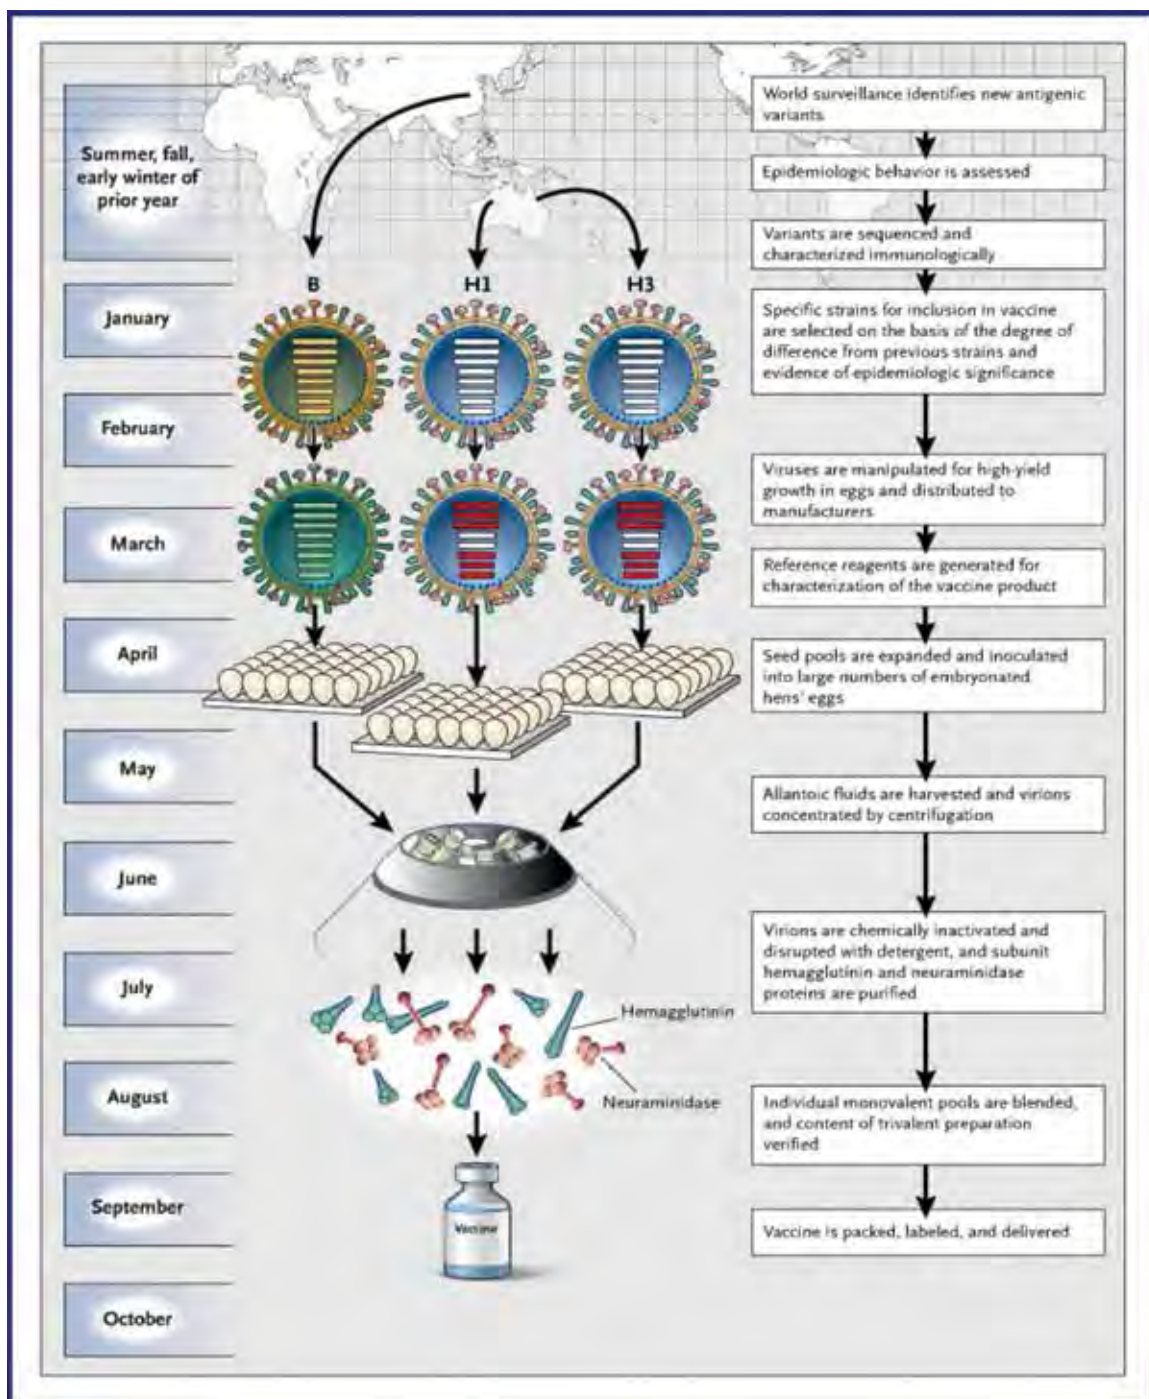 Summer, fall,
early winter of
prior year
January
February
March
April
May
June
July
August
September
October
B
H1
H3
Hemagglutinin
Neuraminidase
Vaccine
World surveillance identifies new antigenic
variants
Epidemiologic behavior is assessed
Variants are sequenced and
characterized immunologically
Specific strains for inclusion in vaccine
are selected on the basis of the degree of
difference from previous strains and
evidence of epidemiologic significance
Viruses are manipulated for high-yield
growth in eggs and distributed to
manufacturers
Reference reagents are generated for
characterization of the vaccine product
Seed pools are expanded and inoculated
into large numbers of embryonated
hens' eggs
Allantoic fluids are harvested and virions
concentrated by centrifugation
Virions are chemically inactivated and
disrupted with detergent, and subunit
hemagglutinin and neuraminidase
proteins are purified
Individual monovalent pools are blended,
and content of trivalent preparation
verified
Vaccine is packed, labeled, and delivered